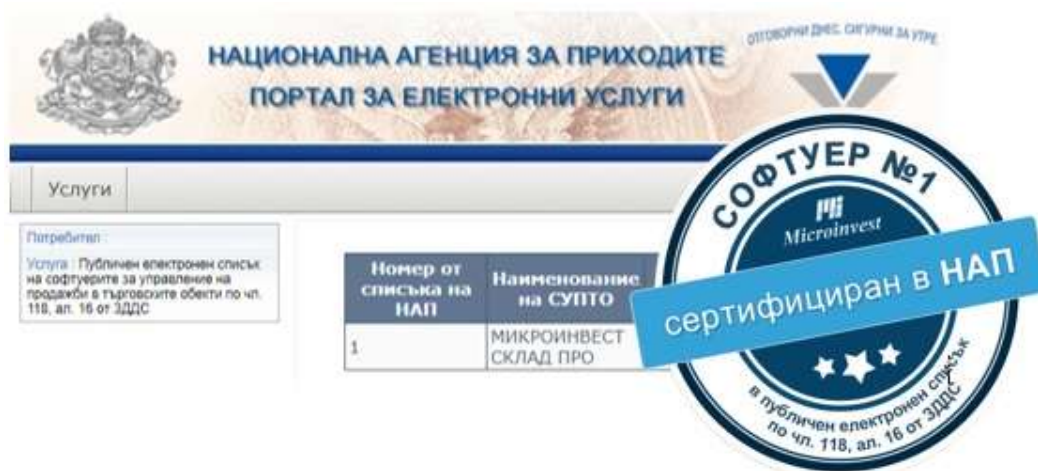 НАЦИОНАЛНА АГЕНЦИЯ ЗА ПРИХОДИТЕ
ПОРТАЛ ЗА ЕЛЕКТРОННИ УСЛУГИ
ОТГОВОРНИ ДНЕС, СИГУРНИ ЗА УТРЕ
Услуги
Потребител :
Услуга : Публичен електронен списък
на софтуерите за управление на
продажби в търговските обекти по чл.
118, ал. 16 от ЗДДС
Номер от
списъка на
НАП
Наименование
на СУПТО
1
МИКРОИНВЕСТ
СКЛАД ПРО
СОФТУЕР №1
Microinvest
сертифициран в НАП
в публичен електронен списък
по чл. 118, ал. 16 от ЗДДС